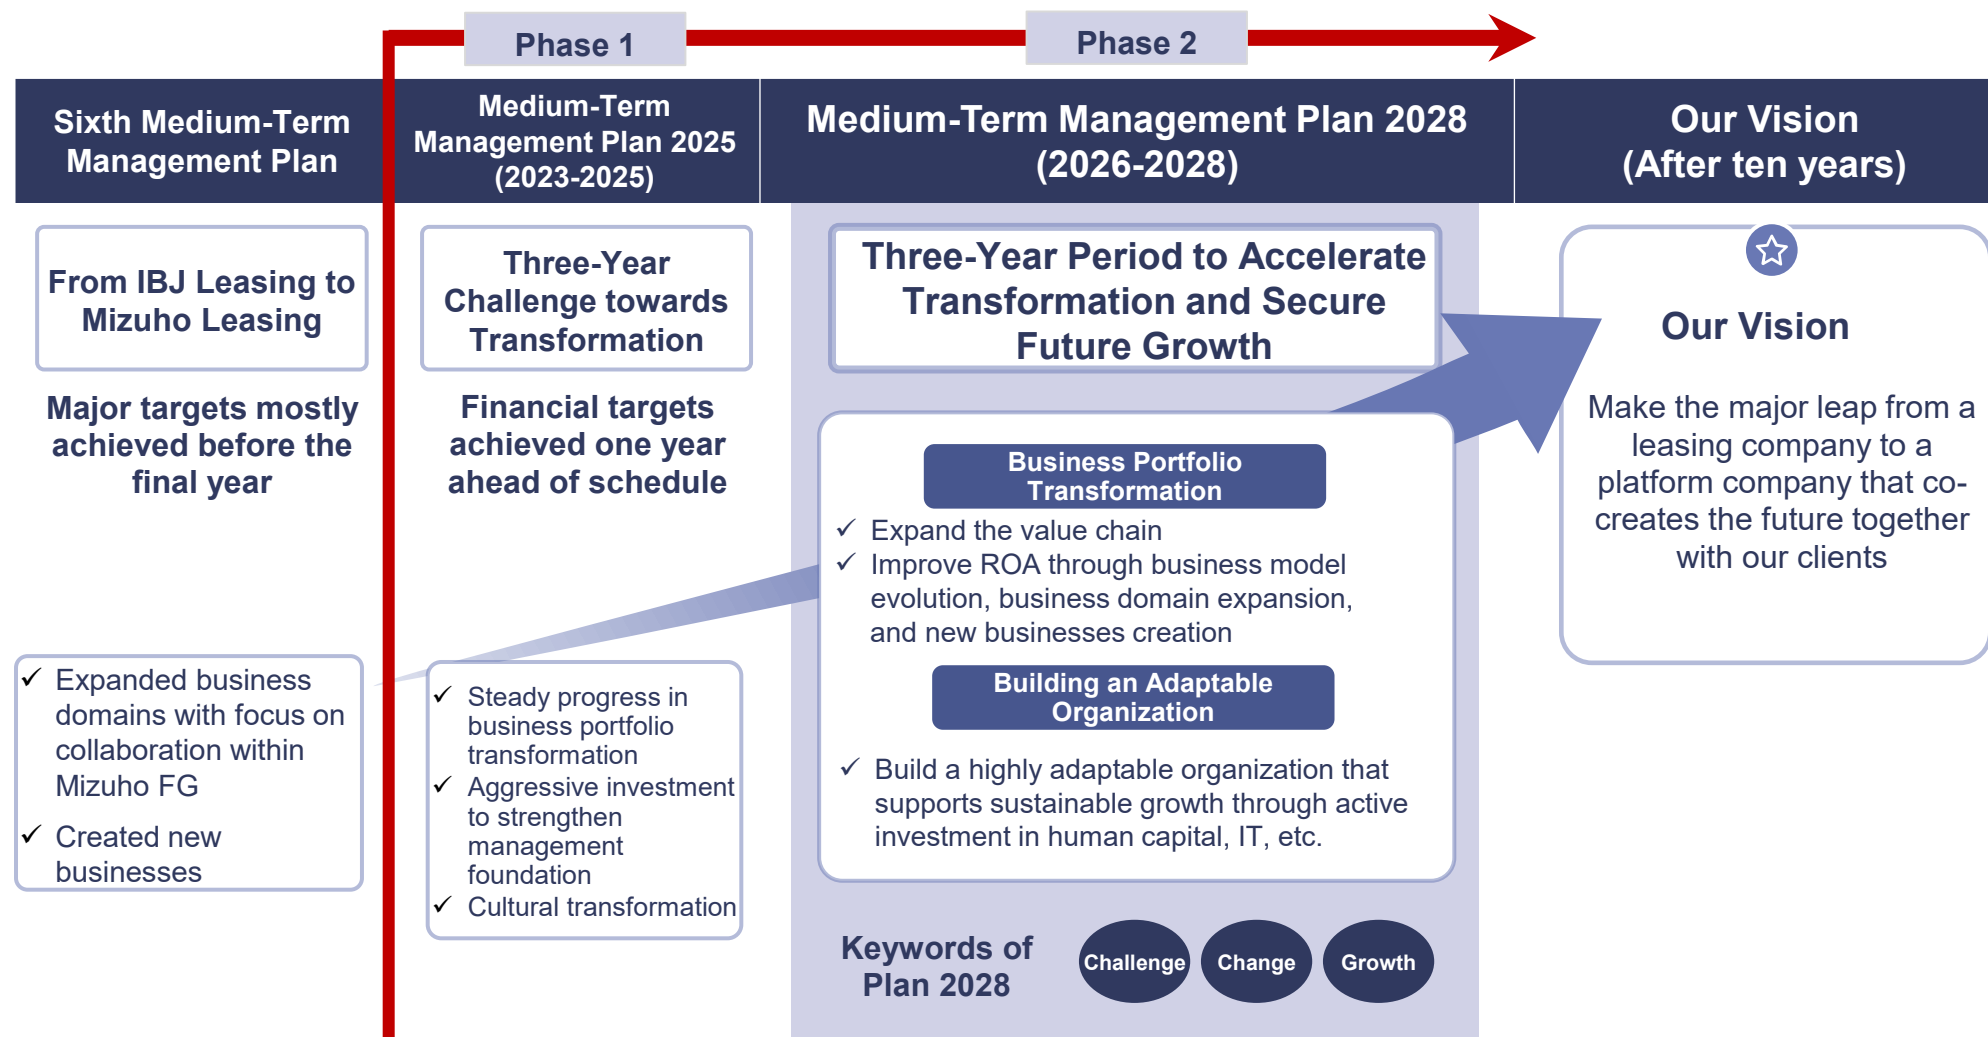 Phase 1
Phase 2
Sixth Medium-Term
Management Plan
Medium-Term
Management Plan 2025
(2023-2025)
Medium-Term Management Plan 2028
(2026-2028)
Our Vision
(After ten years)
From IBJ Leasing to
Mizuho Leasing
Major targets mostly
achieved before the
final year
✓ Expanded business
domains with focus on
collaboration within
Mizuho FG
✓ Created new
businesses
Three-Year
Challenge towards
Transformation
Financial targets
achieved one year
ahead of schedule
✓ Steady progress in
business portfolio
transformation
✓ Aggressive investment
to strengthen
management
foundation
✓ Cultural transformation
Three-Year Period to Accelerate
Transformation and Secure
Future Growth
Business Portfolio
Transformation
✓ Expand the value chain
✓ Improve ROA through business model
evolution, business domain expansion,
and new businesses creation
Building an Adaptable
Organization
✓ Build a highly adaptable organization that
supports sustainable growth through active
investment in human capital, IT, etc.
Keywords of
Plan 2028
Challenge
Change
Growth
Our Vision
Make the major leap from a
leasing company to a
platform company that co-
creates the future together
with our clients